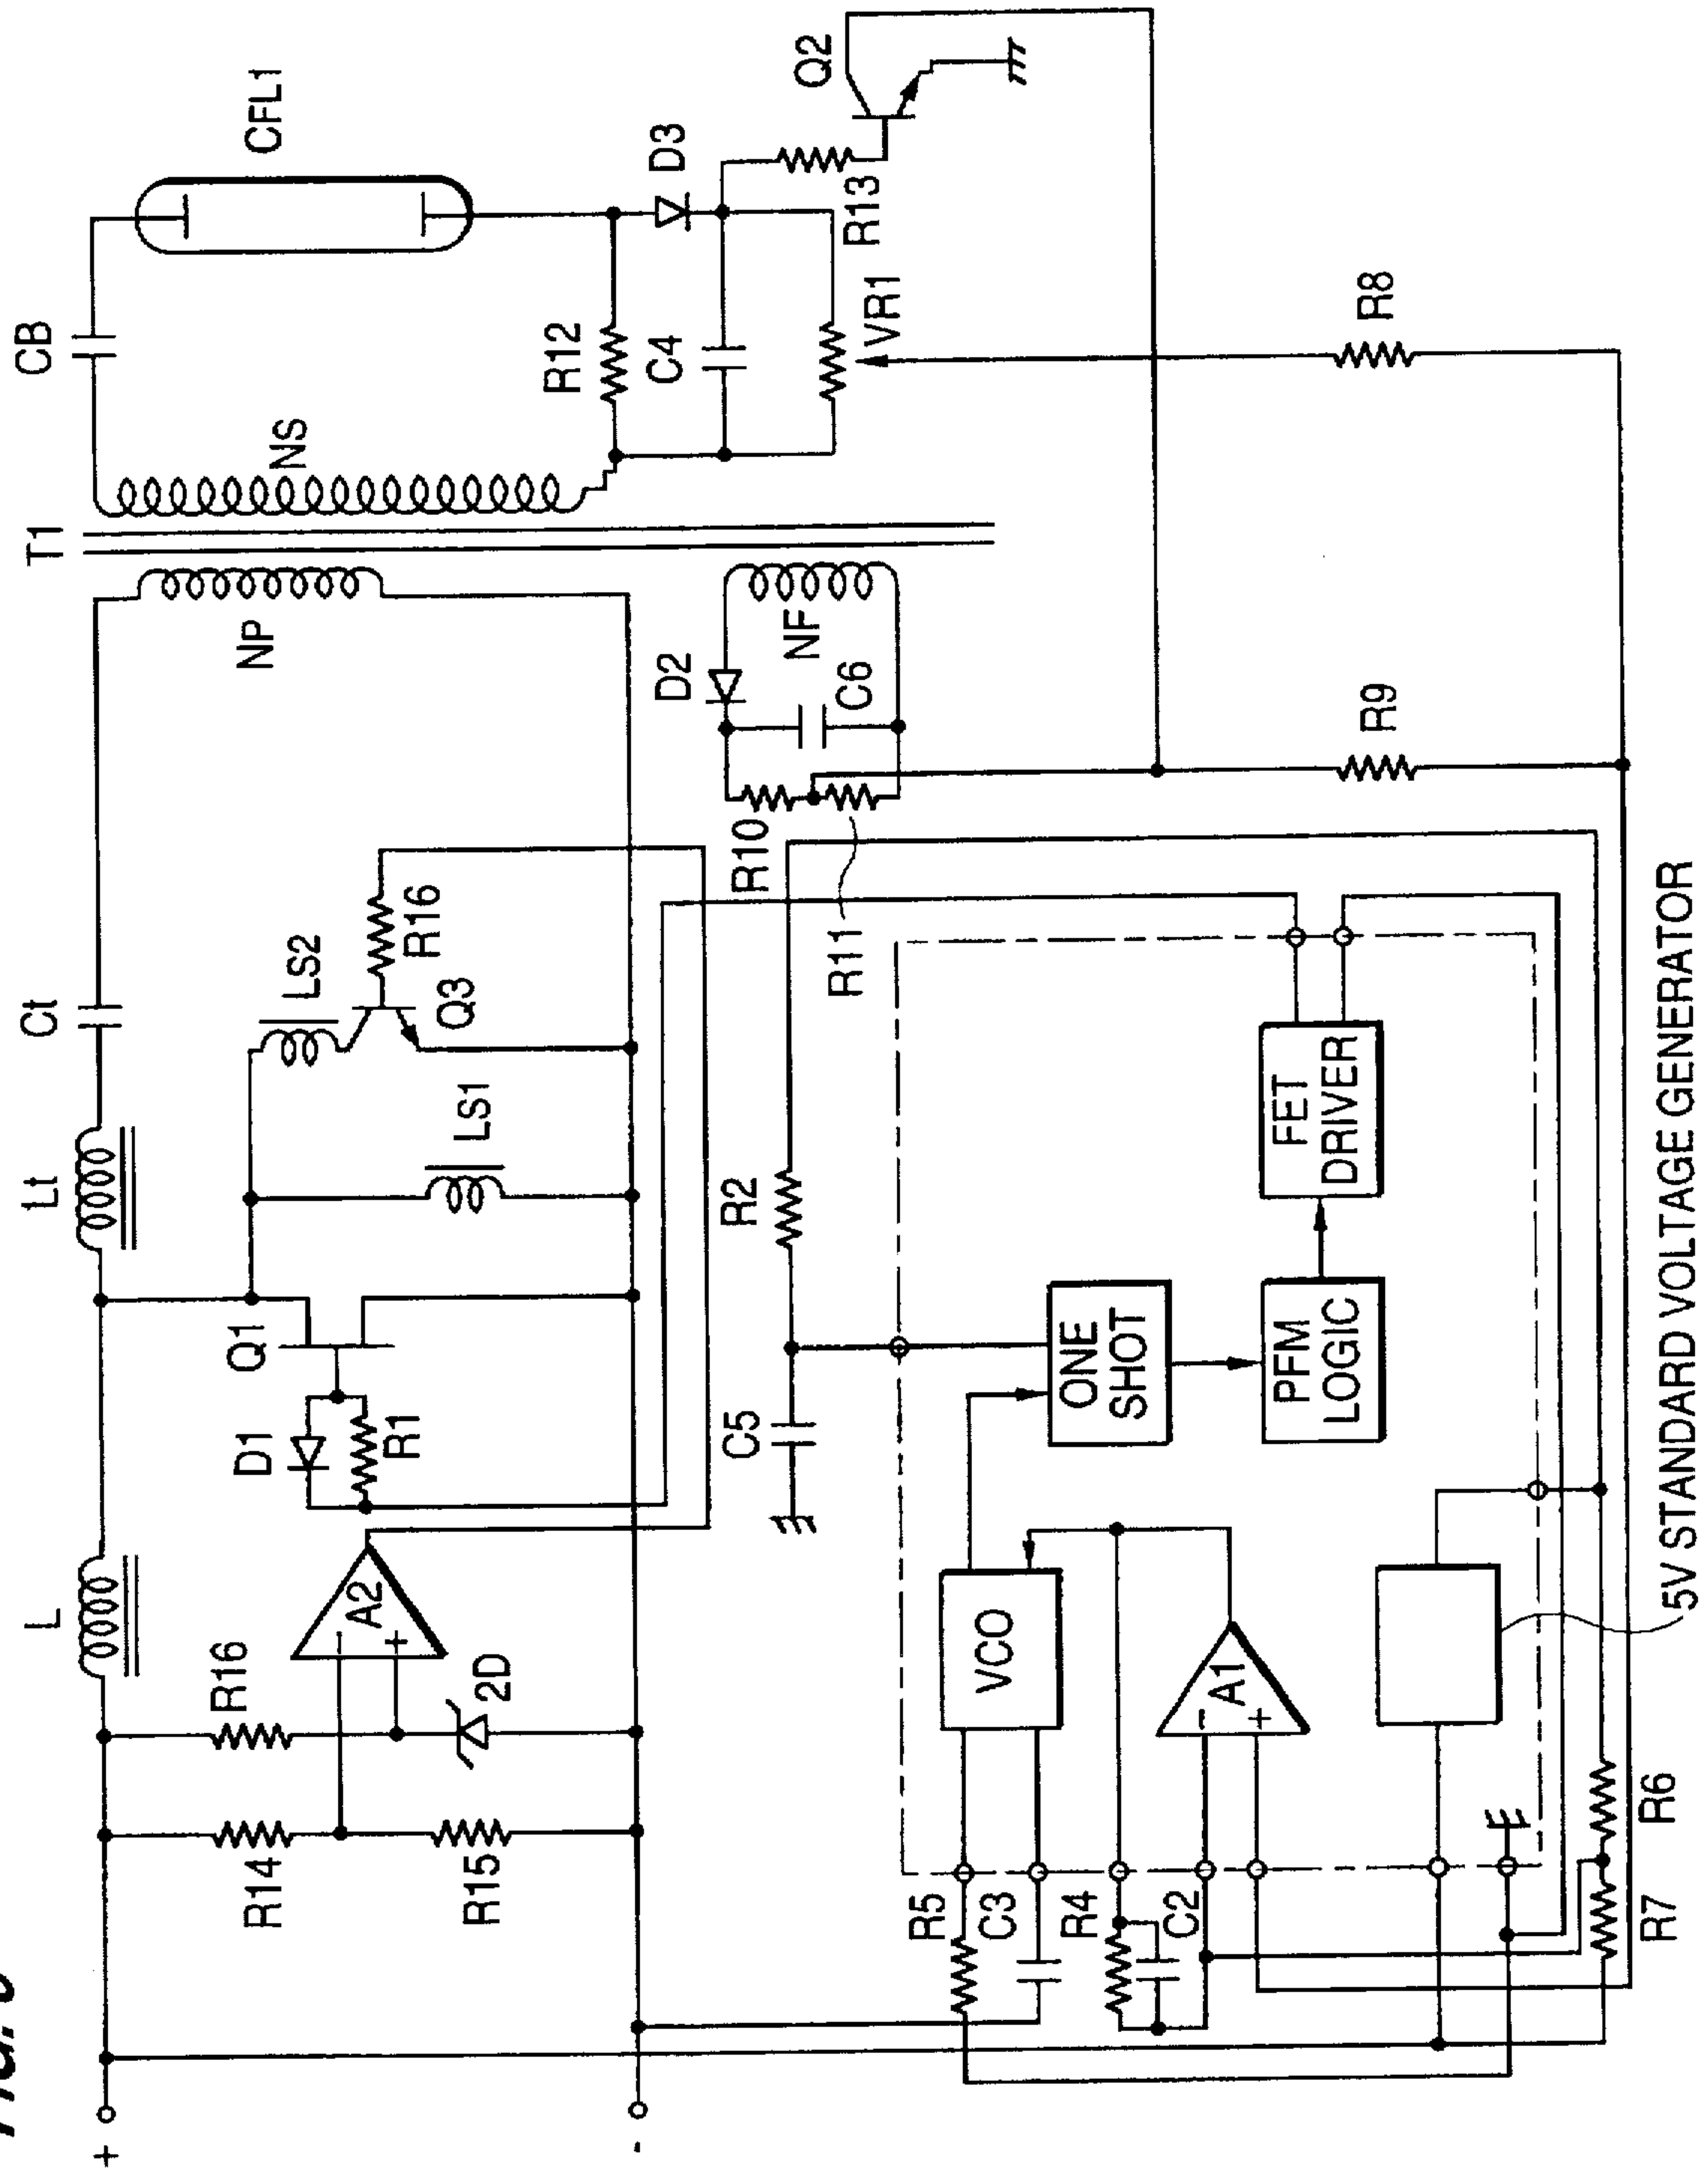 +
-
L
Lt
Ct
T1
CB
CFL1
R16
R14
R15
2D
A2
-
+
D1
R1
Q1
LS1
LS2
R16
Q3
NP
NS
R12
C4
D3
VR1
R13
Q2
D2
NF
C6
R10
R11
R8
R9
C5
R2
R5
C3
R4
C2
VCO
A1
-
+
ONE
SHOT
PFM
LOGIC
FET
DRIVER
R7
R6
5V STANDARD VOLTAGE GENERATOR